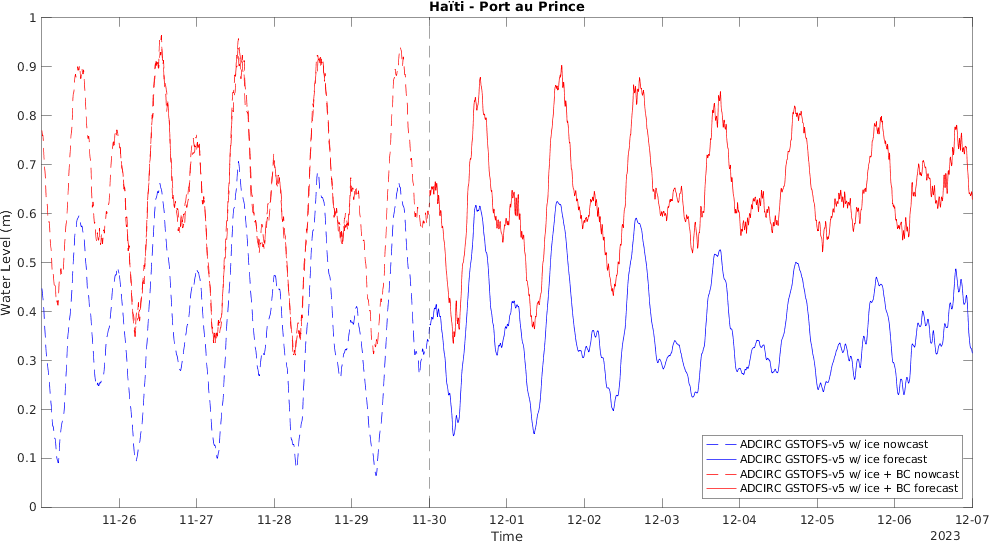 Haïti - Port au Prince
Water Level (m)
1
0.9
0.8
0.7
0.6
0.5
0.4
0.3
0.2
0.1
0
ADCIRC GSTOFS-v5 w/ ice nowcast
ADCIRC GSTOFS-v5 w/ ice forecast
ADCIRC GSTOFS-v5 w/ ice + BC nowcast
ADCIRC GSTOFS-v5 w/ ice + BC forecast
11-26 11-27 11-28 11-29 11-30 12-01 12-02 12-03 12-04 12-05 12-06 12-07
Time
2023